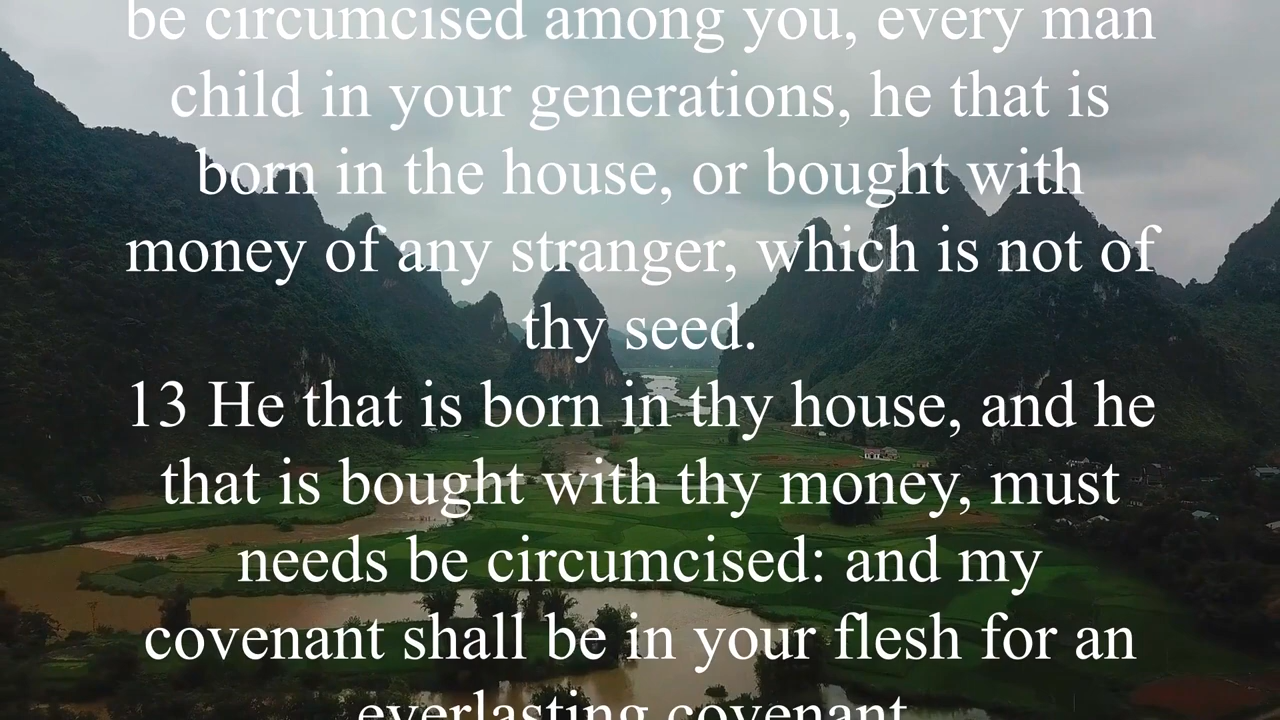 be circumcised among you, every man
child in your generations, he that is
born in the house, or bought with
money of any stranger, which is not of
thy seed.
13 He that is born in thy house, and he
that is bought with thy money, must
needs be circumcised: and my
covenant shall be in your flesh for an
everlasting covenant